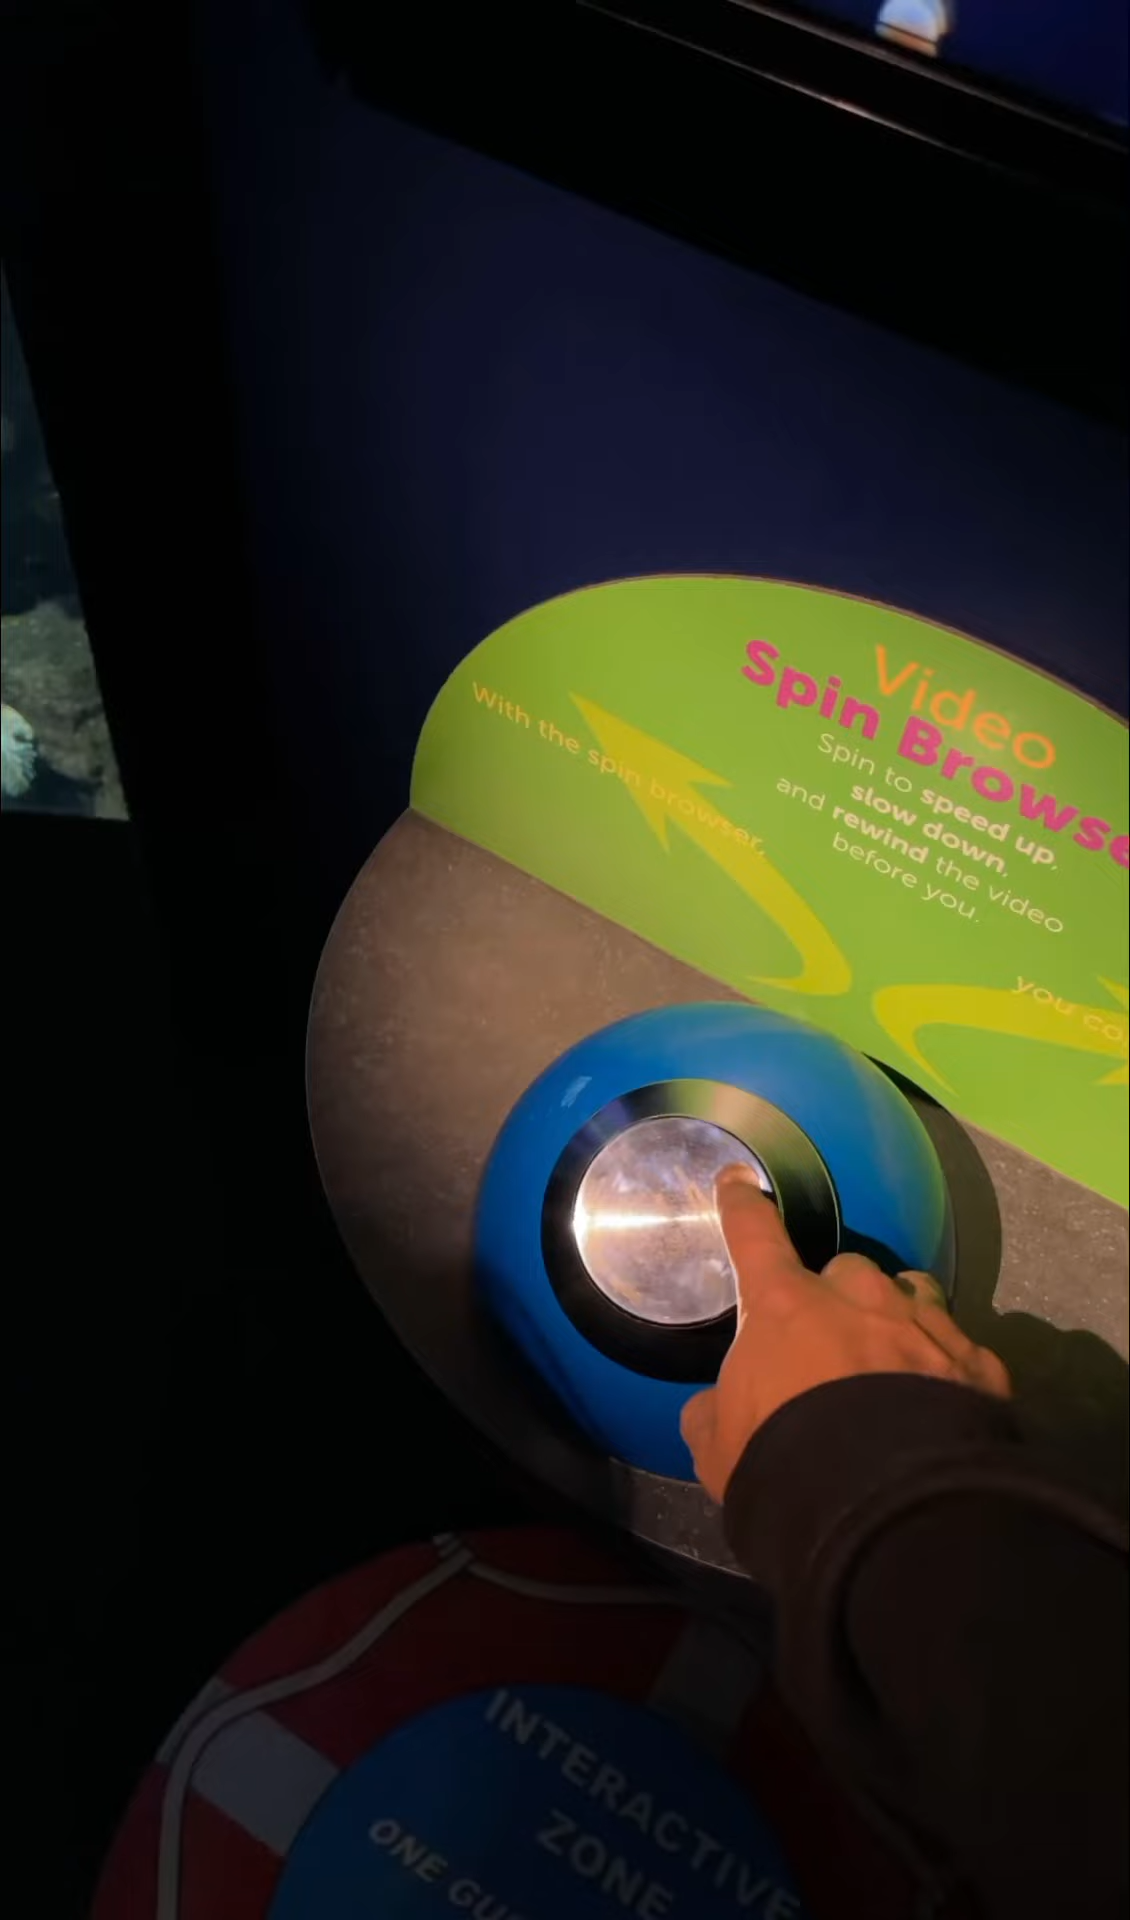 Video
Spin Browse
Spin to speed up,
slow down,
and rewind the video
before you.
With the spin browser,
you ca
INTERACTIVE
ZONE
ONE GU